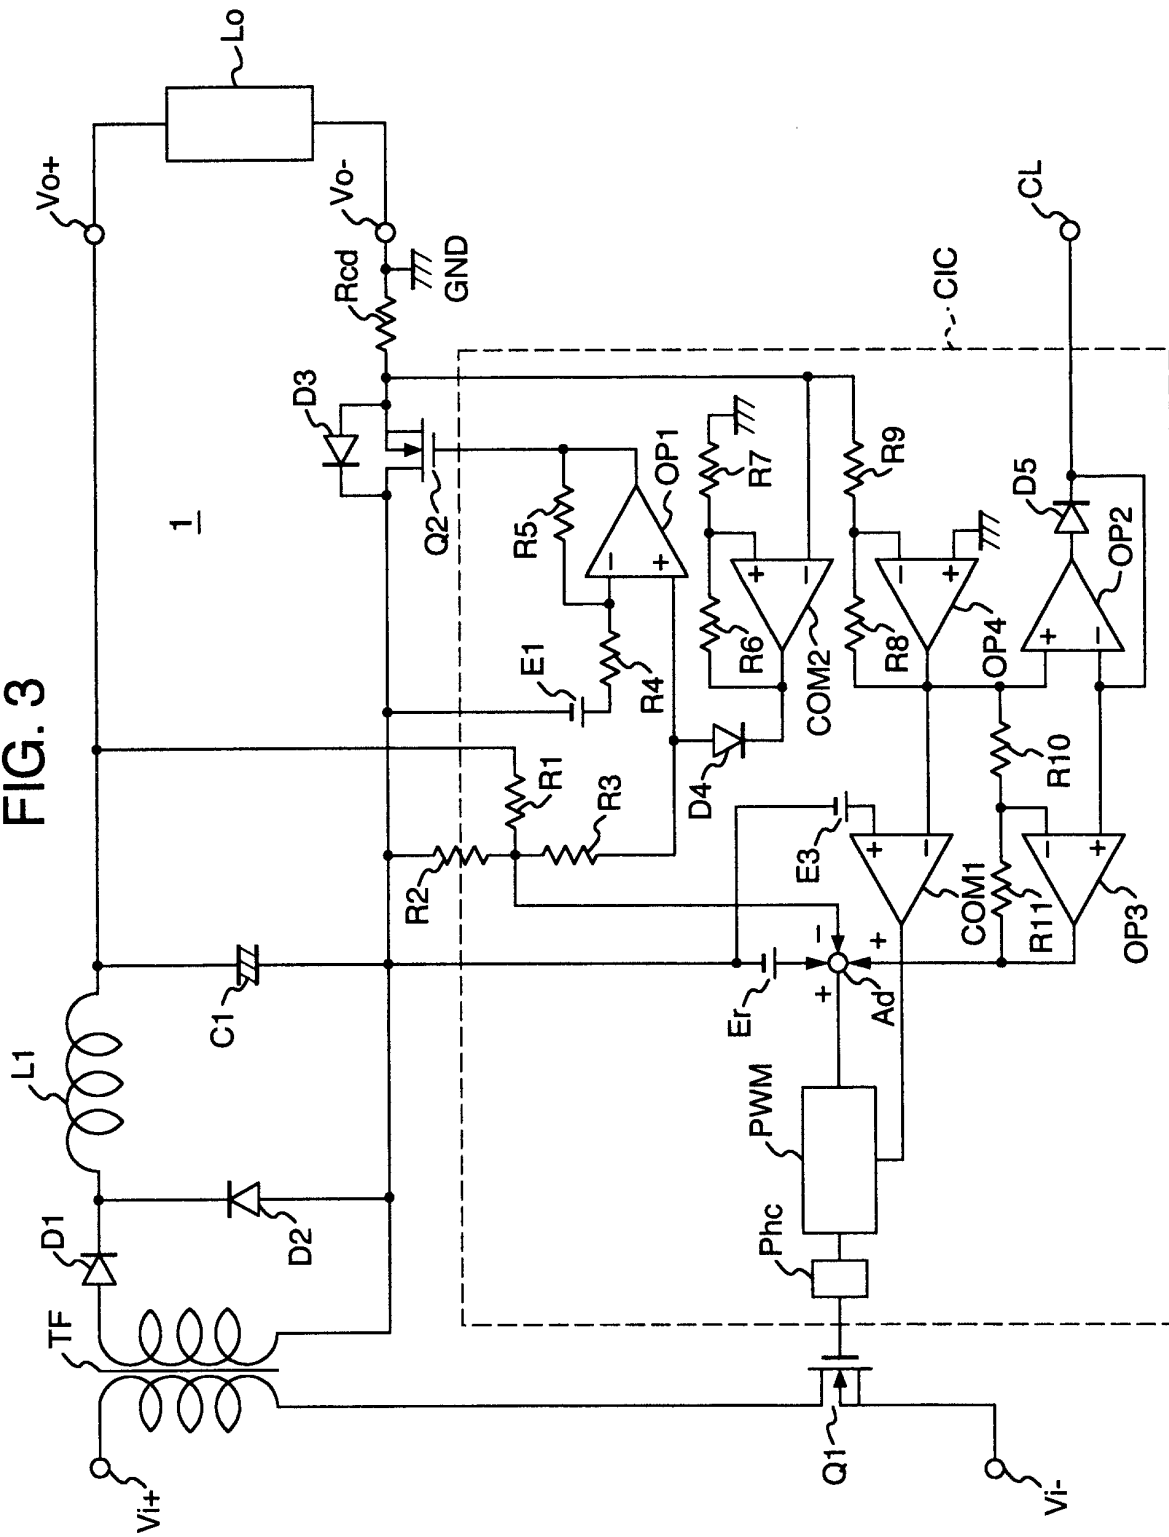 FIG. 3
1
Vi+
TF
D1
D2
L1
C1
Vo+
Lo
Vo-
GND
Rcd
D3
Q2
R2
R1
R3
E1
R4
R5
-
+
OP1
R7
R6
+
-
COM2
D4
R9
R8
-
+
OP4
CIC
CL
D5
OP2
+
-
R10
R11
-
+
OP3
E3
+
-
COM1
Er
-
+
+
Ad
PWM
Phc
Q1
Vi-